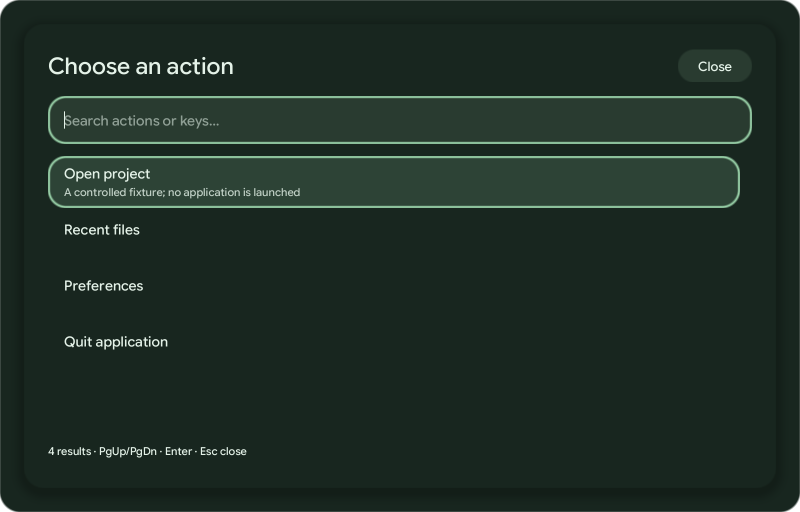 Choose an action
Close
Search actions or keys...
Open project
A controlled fixture; no application is launched
Recent files
Preferences
Quit application
4 results · PgUp/PgDn · Enter · Esc close